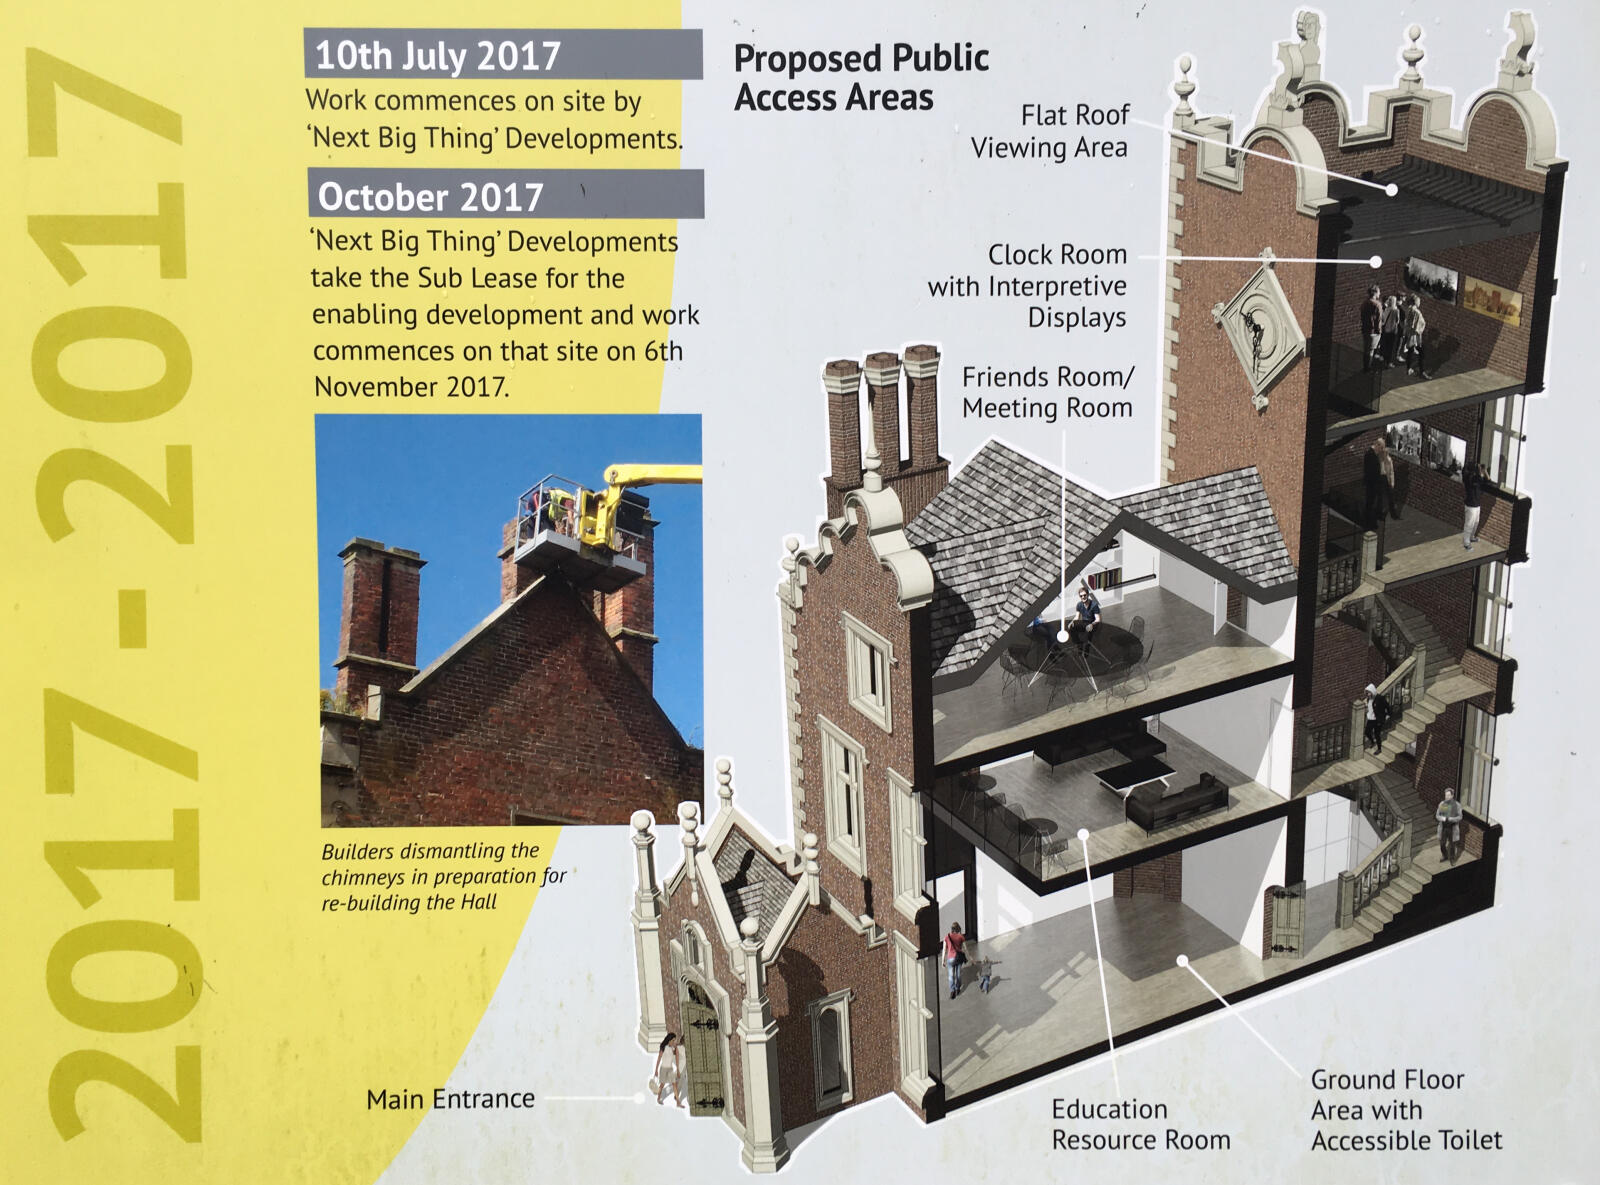 2017 - 2017
10th July 2017
Work commences on site by
‘Next Big Thing’ Developments.
October 2017
‘Next Big Thing’ Developments
take the Sub Lease for the
enabling development and work
commences on that site on 6th
November 2017.
Builders dismantling the
chimneys in preparation for
re-building the Hall
Proposed Public
Access Areas
Flat Roof
Viewing Area
Clock Room
with Interpretive
Displays
Friends Room/
Meeting Room
Main Entrance
Education
Resource Room
Ground Floor
Area with
Accessible Toilet